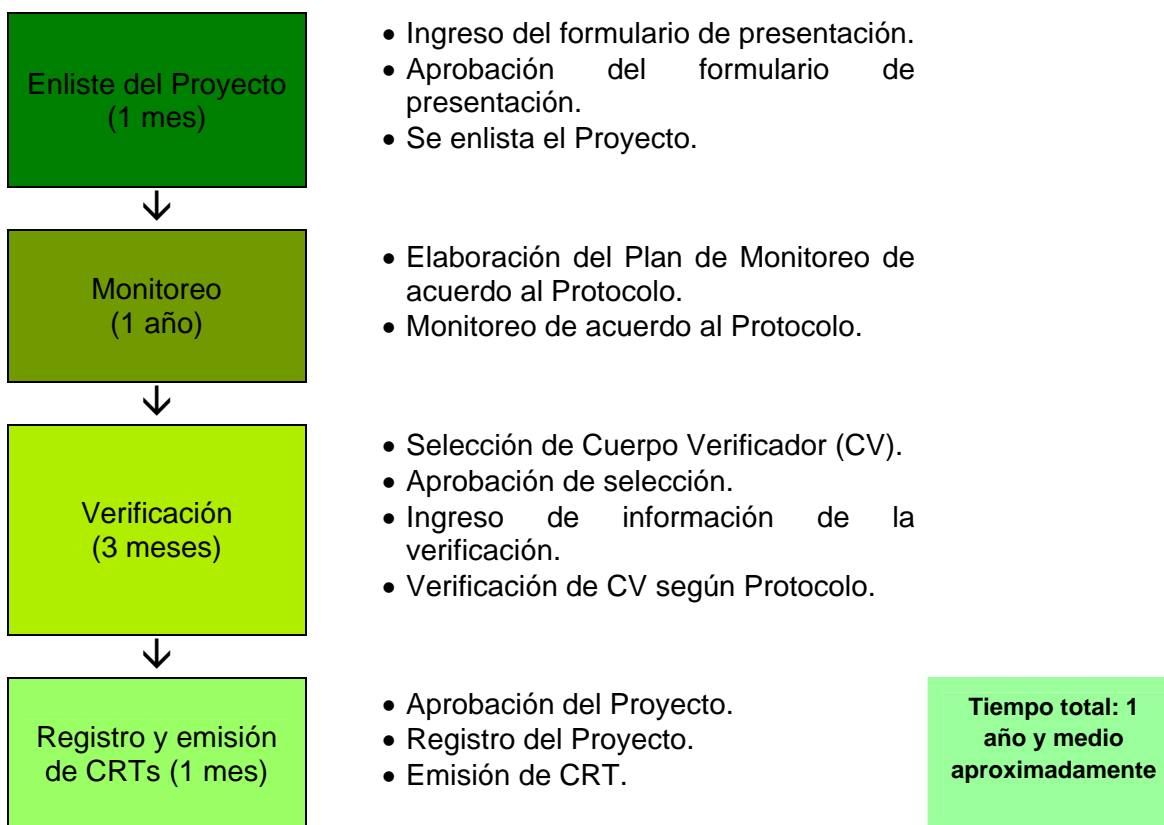 Enliste del Proyecto
(1 mes)
• Ingreso del formulario de presentación.
• Aprobación del formulario de
presentación.
• Se enlista el Proyecto.
Monitoreo
(1 año)
• Elaboración del Plan de Monitoreo de
acuerdo al Protocolo.
• Monitoreo de acuerdo al Protocolo.
Verificación
(3 meses)
• Selección de Cuerpo Verificador (CV).
• Aprobación de selección.
• Ingreso de información de la
verificación.
• Verificación de CV según Protocolo.
Registro y emisión
de CRTs (1 mes)
• Aprobación del Proyecto.
• Registro del Proyecto.
• Emisión de CRT.
Tiempo total: 1
año y medio
aproximadamente